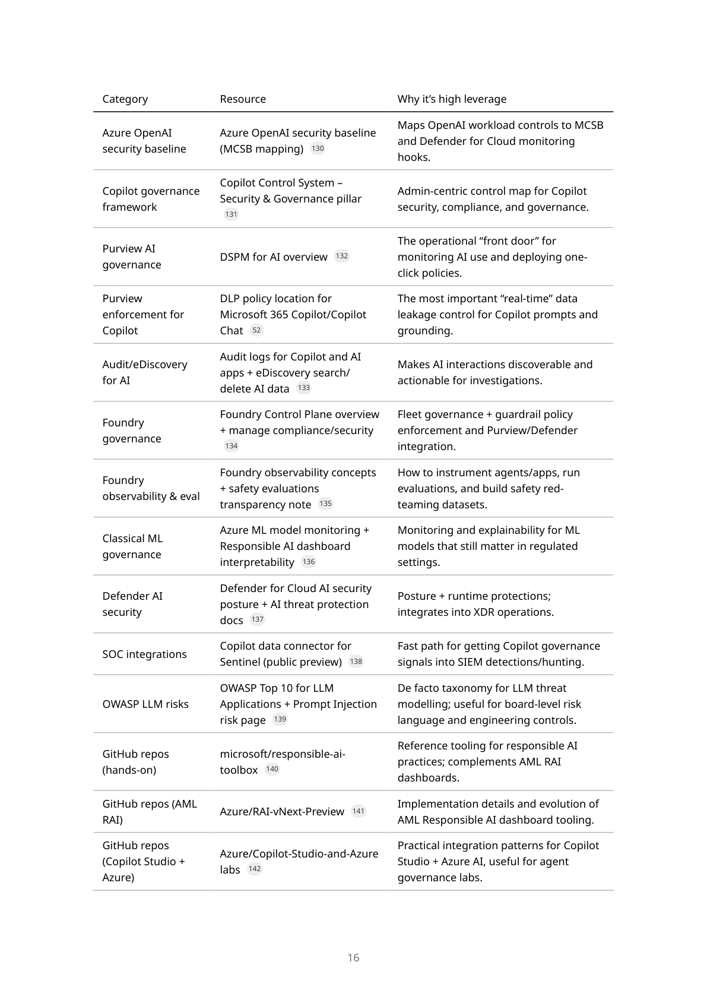 Category Resource Why it’s high leverage
Azure OpenAI security baseline
Azure OpenAI security baseline (MCSB mapping) 130
Maps OpenAI workload controls to MCSB and Defender for Cloud monitoring hooks.
Copilot governance framework
Copilot Control System – Security & Governance pillar 131
Admin-centric control map for Copilot security, compliance, and governance.
Purview AI governance
DSPM for AI overview 132
The operational “front door” for monitoring AI use and deploying one-click policies.
Purview enforcement for Copilot
DLP policy location for Microsoft 365 Copilot/Copilot Chat 52
The most important “real-time” data leakage control for Copilot prompts and grounding.
Audit/eDiscovery for AI
Audit logs for Copilot and AI apps + eDiscovery search/delete AI data 133
Makes AI interactions discoverable and actionable for investigations.
Foundry governance
Foundry Control Plane overview + manage compliance/security 134
Fleet governance + guardrail policy enforcement and Purview/Defender integration.
Foundry observability & eval
Foundry observability concepts + safety evaluations transparency note 135
How to instrument agents/apps, run evaluations, and build safety red-teaming datasets.
Classical ML governance
Azure ML model monitoring + Responsible AI dashboard interpretability 136
Monitoring and explainability for ML models that still matter in regulated settings.
Defender AI security
Defender for Cloud AI security posture + AI threat protection docs 137
Posture + runtime protections; integrates into XDR operations.
SOC integrations
Copilot data connector for Sentinel (public preview) 138
Fast path for getting Copilot governance signals into SIEM detections/hunting.
OWASP LLM risks
OWASP Top 10 for LLM Applications + Prompt Injection risk page 139
De facto taxonomy for LLM threat modelling; useful for board-level risk language and engineering controls.
GitHub repos (hands-on)
microsoft/responsible-ai-toolbox 140
Reference tooling for responsible AI practices; complements AML RAI dashboards.
GitHub repos (AML RAI)
Azure/RAI-vNext-Preview 141
Implementation details and evolution of AML Responsible AI dashboard tooling.
GitHub repos (Copilot Studio + Azure)
Azure/Copilot-Studio-and-Azure labs 142
Practical integration patterns for Copilot Studio + Azure AI, useful for agent governance labs.
16